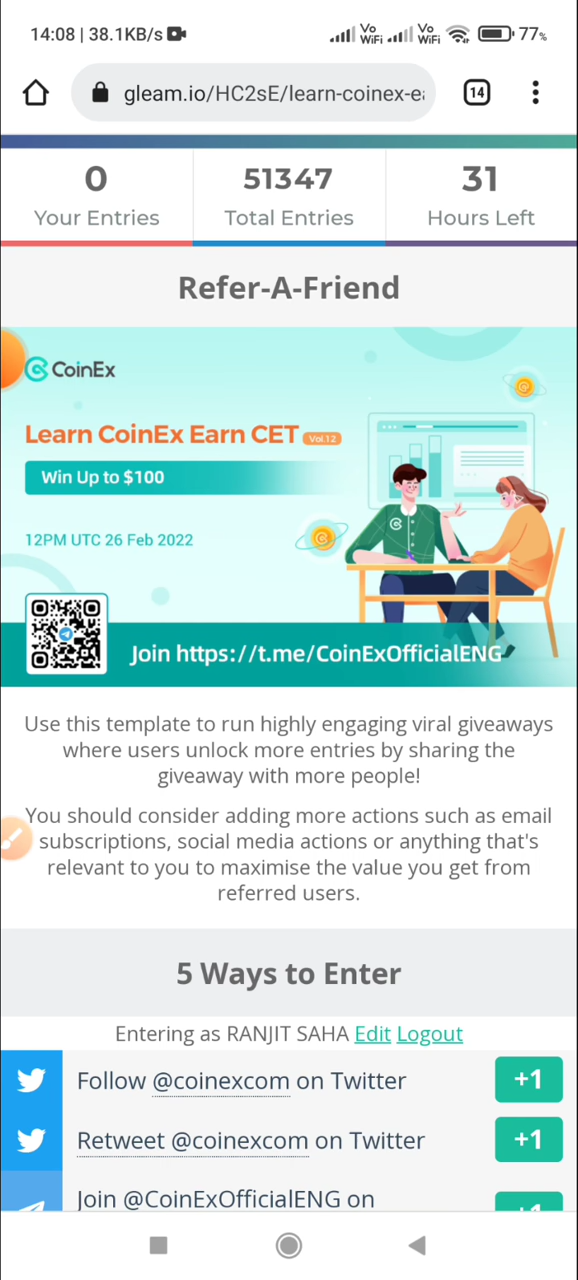 14:08 | 38.1KB/s
Vo WiFi Vo WiFi 77%
gleam.io/HC2sE/learn-coinex-ea
14
0 51347 31
Your Entries Total Entries Hours Left
Refer-A-Friend
CoinEx
Learn CoinEx Earn CET Vol.12
Win Up to $100
12PM UTC 26 Feb 2022
Join https://t.me/CoinExOfficialENG
Use this template to run highly engaging viral giveaways
where users unlock more entries by sharing the
giveaway with more people!
You should consider adding more actions such as email
subscriptions, social media actions or anything that's
relevant to you to maximise the value you get from
referred users.
5 Ways to Enter
Entering as RANJIT SAHA Edit Logout
Follow @coinexcom on Twitter +1
Retweet @coinexcom on Twitter +1
Join @CoinExOfficialENG on +1